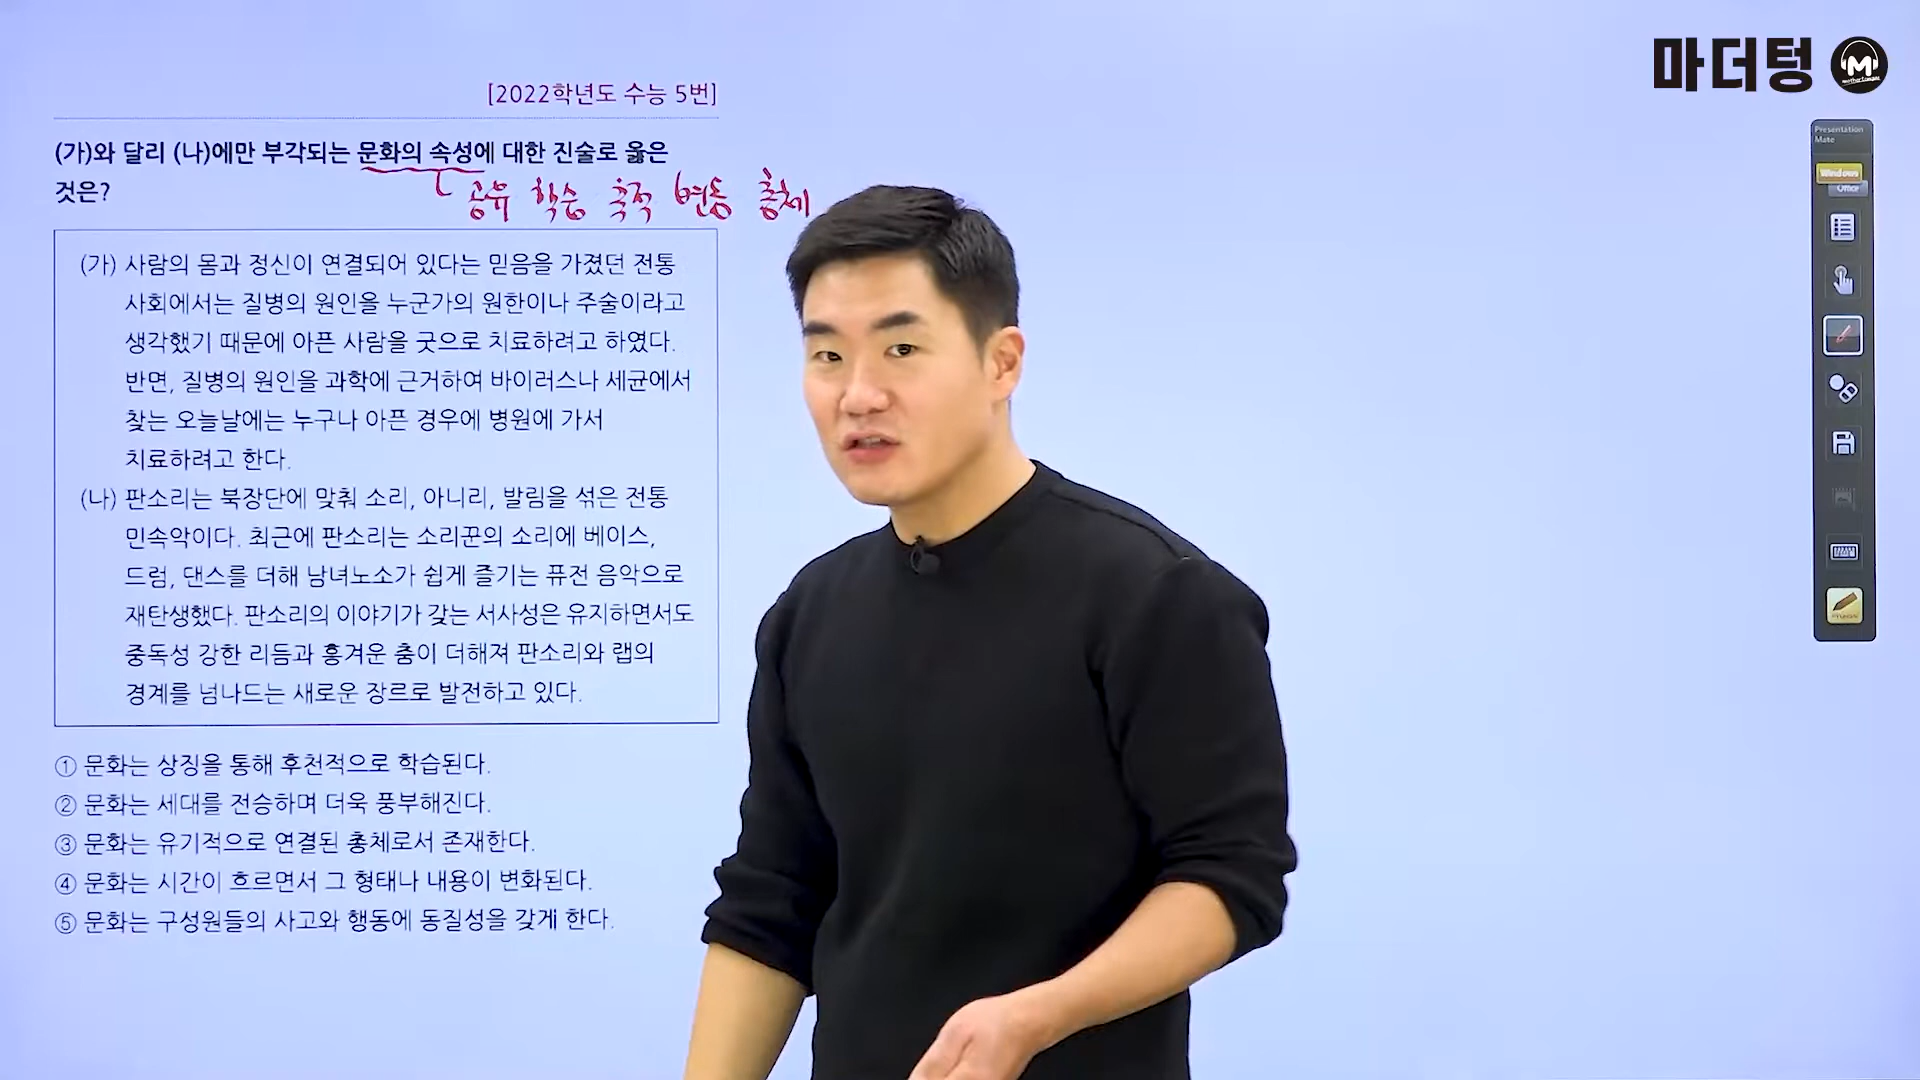 마더텅
M
[2022학년도 수능 5번]
(가)와 달리 (나)에만 부각되는 문화의 속성에 대한 진술로 옳은
것은?
공유 학습 축적 변동 총체
(가) 사람의 몸과 정신이 연결되어 있다는 믿음을 가졌던 전통
사회에서는 질병의 원인을 누군가의 원한이나 주술이라고
생각했기 때문에 아픈 사람을 굿으로 치료하려고 하였다.
반면, 질병의 원인을 과학에 근거하여 바이러스나 세균에서
찾는 오늘날에는 누구나 아픈 경우에 병원에 가서
치료하려고 한다.
(나) 판소리는 북장단에 맞춰 소리, 아니리, 발림을 섞은 전통
민속악이다. 최근에 판소리는 소리꾼의 소리에 베이스,
드럼, 댄스를 더해 남녀노소가 쉽게 즐기는 퓨전 음악으로
재탄생했다. 판소리의 이야기가 갖는 서사성은 유지하면서도
중독성 강한 리듬과 흥겨운 춤이 더해져 판소리와 랩의
경계를 넘나드는 새로운 장르로 발전하고 있다.
① 문화는 상징을 통해 후천적으로 학습된다.
② 문화는 세대를 전승하며 더욱 풍부해진다.
③ 문화는 유기적으로 연결된 총체로서 존재한다.
④ 문화는 시간이 흐르면서 그 형태나 내용이 변화된다.
⑤ 문화는 구성원들의 사고와 행동에 동질성을 갖게 한다.
Presentation
Mate
Windows
Office